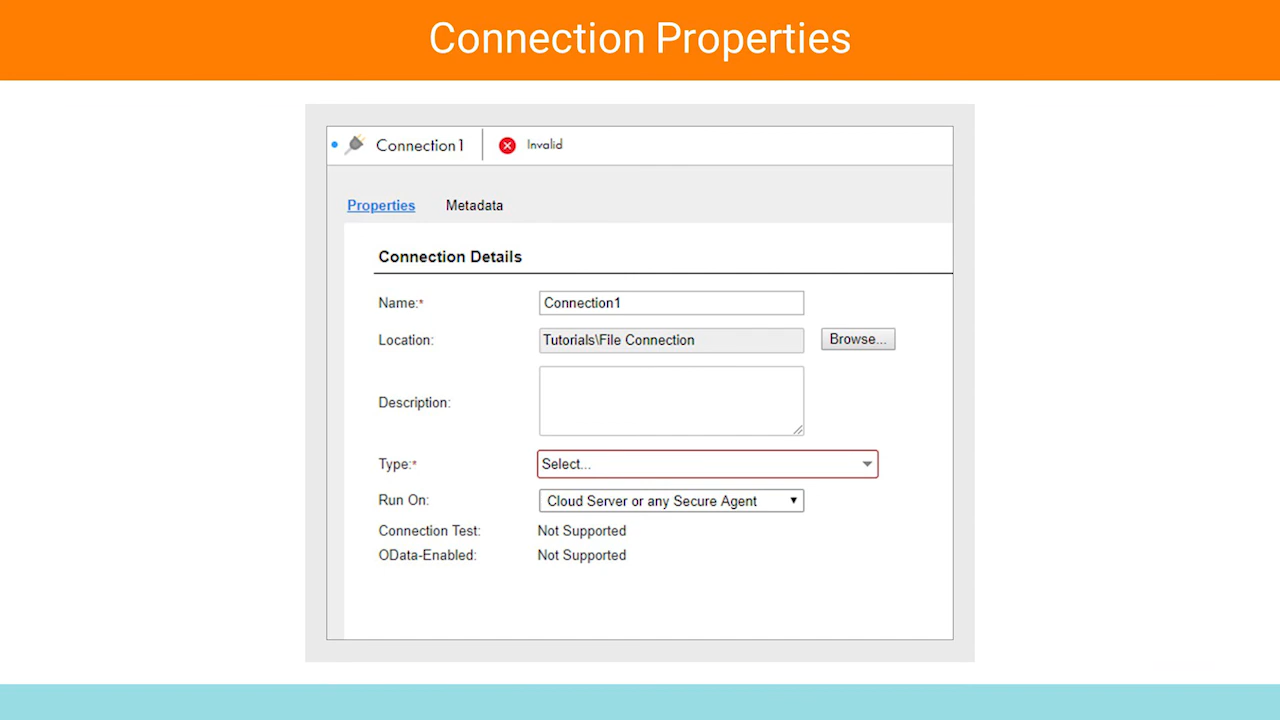 Connection Properties
Connection1 Invalid
Properties Metadata
Connection Details
Name:* Connection1
Location: Tutorials\File Connection Browse...
Description:
Type:* Select...
Run On: Cloud Server or any Secure Agent
Connection Test: Not Supported
OData-Enabled: Not Supported